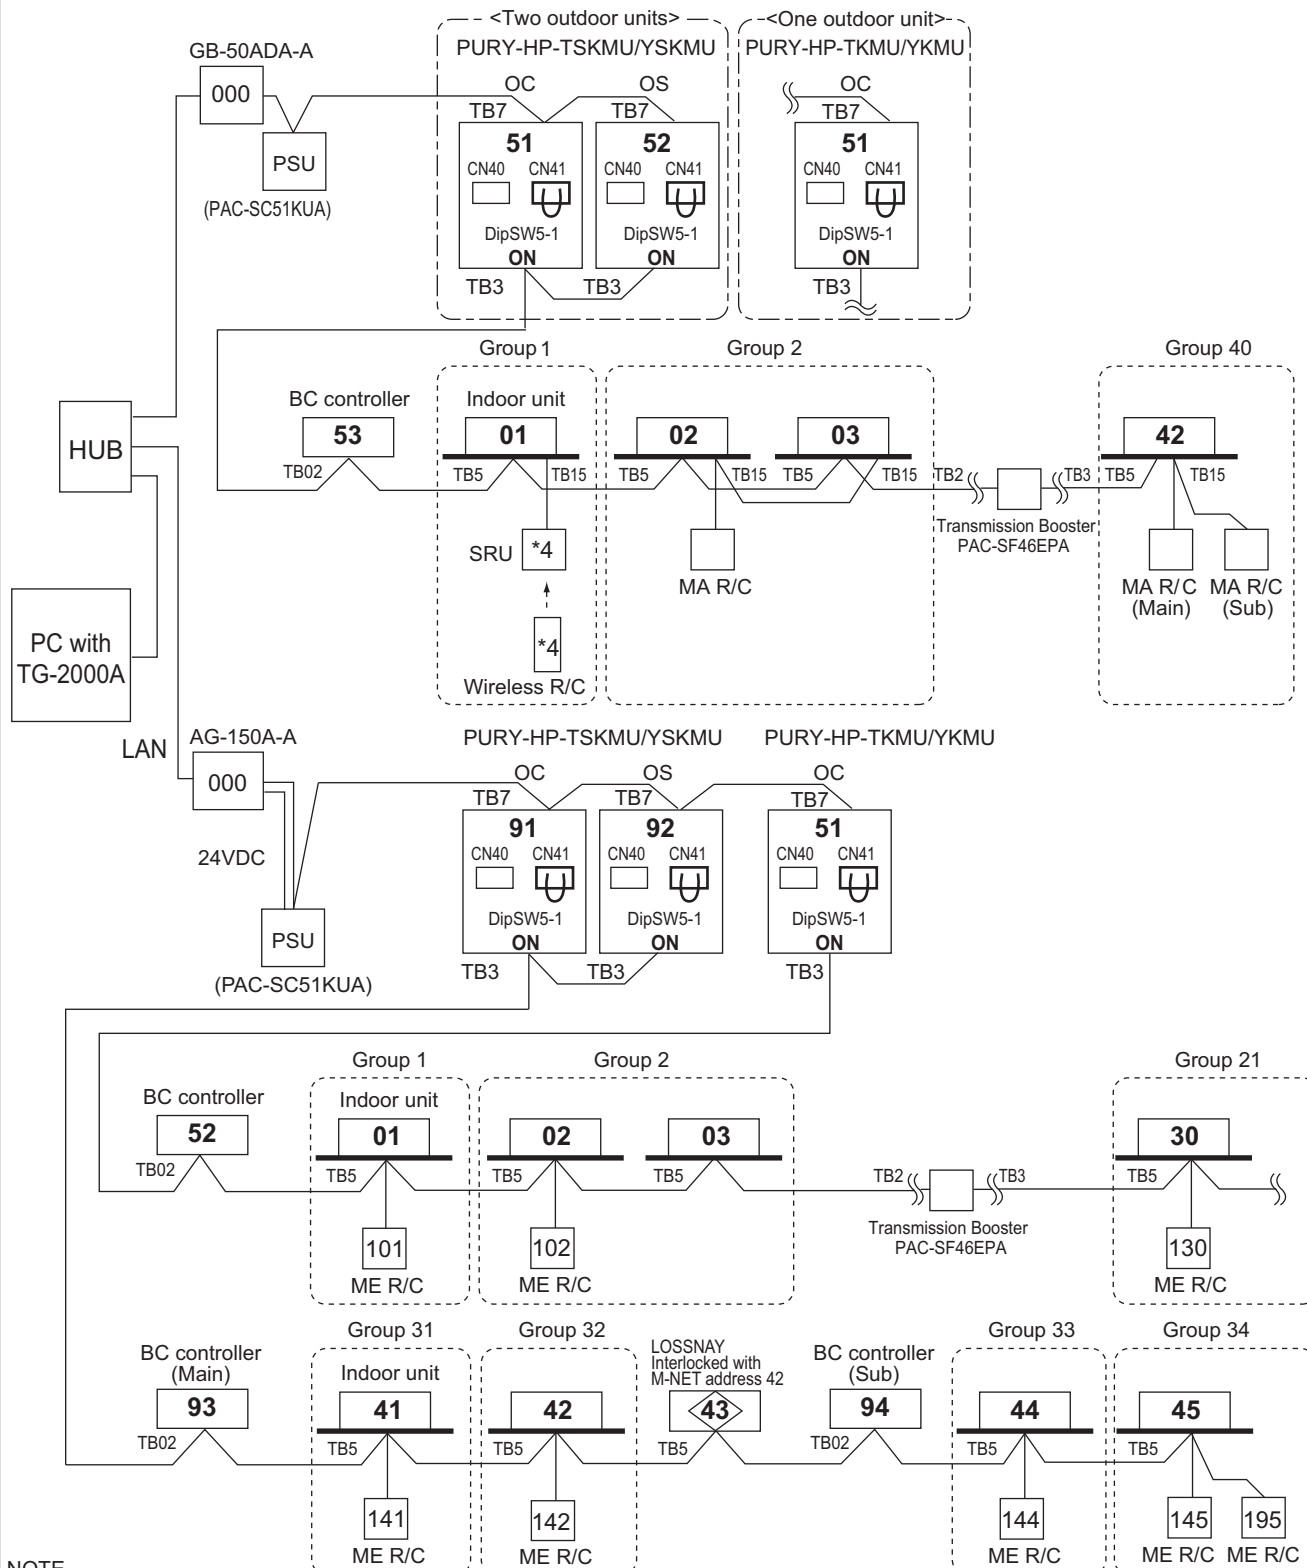 <Two outdoor units>
<One outdoor unit>
GB-50ADA-A
PURY-HP-TSKMU/YSKMU
PURY-HP-TKMU/YKMU
000
OC
OS
OC
TB7
TB7
TB7
PSU
51
52
51
CN40
CN41
CN40
CN41
CN40
CN41
(PAC-SC51KUA)
DipSW5-1
DipSW5-1
DipSW5-1
ON
ON
ON
TB3
TB3
TB3
Group 1
Group 2
Group 40
BC controller
Indoor unit
HUB
53
01
02
03
42
TB02
TB5
TB15
TB5
TB15
TB5
TB15
TB2
TB3
TB5
TB15
Transmission Booster
PAC-SF46EPA
SRU
*4
MA R/C
MA R/C
(Main)
MA R/C
(Sub)
*4
Wireless R/C
PC with
TG-2000A
LAN
AG-150A-A
PURY-HP-TSKMU/YSKMU
PURY-HP-TKMU/YKMU
000
OC
OS
OC
TB7
TB7
TB7
91
92
51
24VDC
CN40
CN41
CN40
CN41
CN40
CN41
DipSW5-1
DipSW5-1
DipSW5-1
PSU
ON
ON
ON
(PAC-SC51KUA)
TB3
TB3
TB3
Group 1
Group 2
Group 21
BC controller
Indoor unit
52
01
02
03
30
TB02
TB5
TB5
TB5
TB2
TB3
TB5
Transmission Booster
PAC-SF46EPA
101
102
130
ME R/C
ME R/C
ME R/C
Group 31
Group 32
Group 33
Group 34
BC controller
(Main)
Indoor unit
LOSSNAY
Interlocked with
M-NET address 42
BC controller
(Sub)
93
41
42
43
94
44
45
TB02
TB5
TB5
TB5
TB02
TB5
TB5
141
142
144
145
195
ME R/C
ME R/C
ME R/C
ME R/C
ME R/C
NOTE